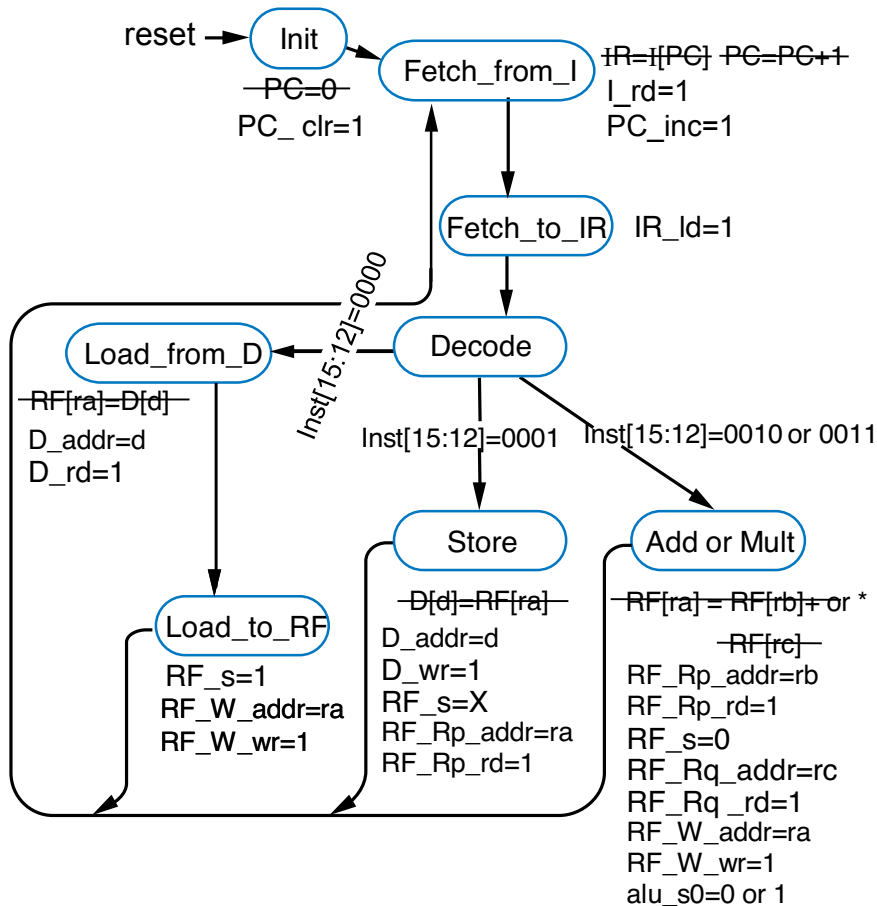 reset
Init
PC=0
PC_ clr=1
Fetch_from_I
IR=I[PC] PC=PC+1
I_rd=1
PC_inc=1
Fetch_to_IR
IR_ld=1
Decode
Inst[15:12]=0000
Inst[15:12]=0001
Inst[15:12]=0010 or 0011
Load_from_D
RF[ra]=D[d]
D_addr=d
D_rd=1
Load_to_RF
RF_s=1
RF_W_addr=ra
RF_W_wr=1
Store
D[d]=RF[ra]
D_addr=d
D_wr=1
RF_s=X
RF_Rp_addr=ra
RF_Rp_rd=1
Add or Mult
RF[ra] = RF[rb]+ or *
RF[rc]
RF_Rp_addr=rb
RF_Rp_rd=1
RF_s=0
RF_Rq_addr=rc
RF_Rq _rd=1
RF_W_addr=ra
RF_W_wr=1
alu_s0=0 or 1